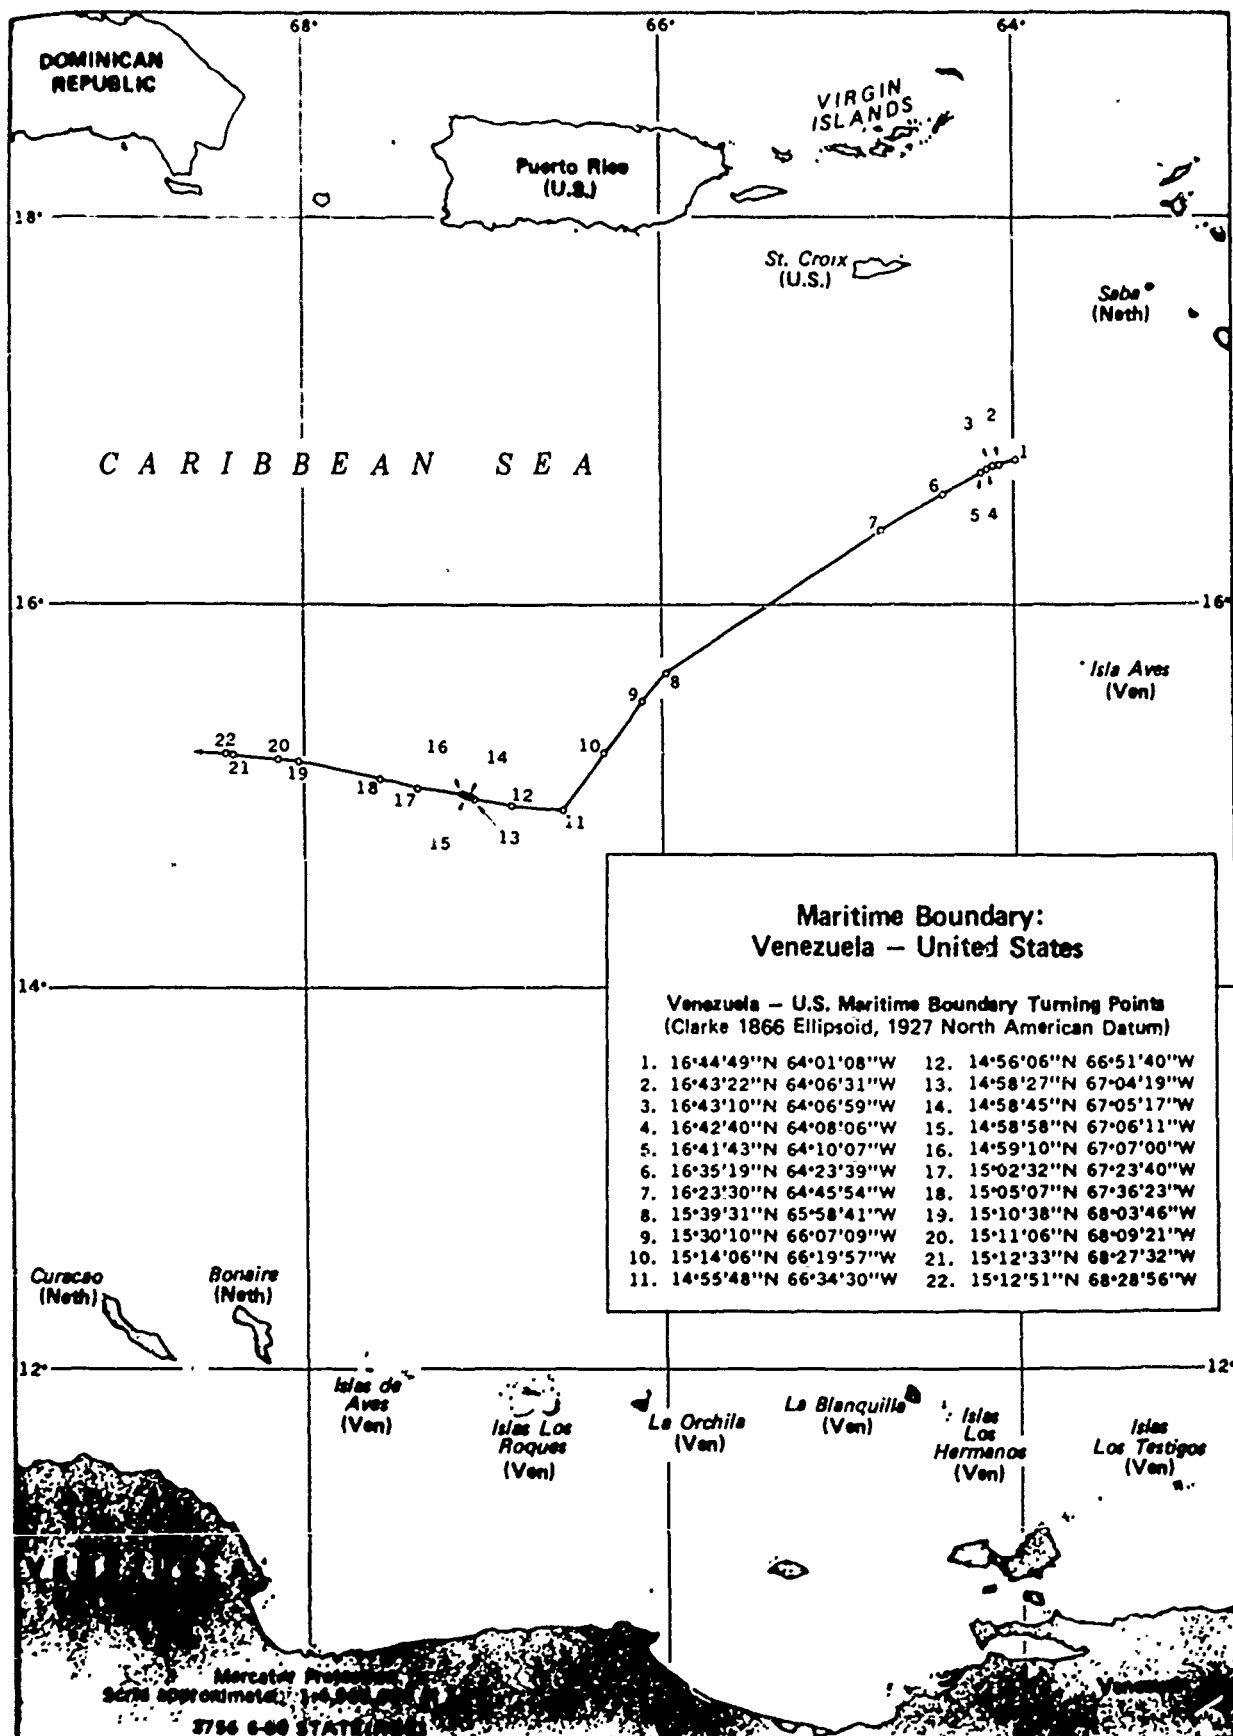 68°
66°
64°
DOMINICAN
REPUBLIC
VIRGIN
ISLANDS
Puerto Rico
(U.S.)
18°
St. Croix
(U.S.)
Saba
(Neth)
CARIBBEAN SEA
3
2
1
6
5 4
7
16°
16°
8
Isla Aves
(Ven)
9
10
22
20
16
14
21
19
18
17
12
11
13
15
Maritime Boundary:
Venezuela — United States
14°
Venezuela — U.S. Maritime Boundary Turning Points
(Clarke 1866 Ellipsoid, 1927 North American Datum)
1. 16°44'49"N 64°01'08"W
2. 16°43'22"N 64°06'31"W
3. 16°43'10"N 64°06'59"W
4. 16°42'40"N 64°08'06"W
5. 16°41'43"N 64°10'07"W
6. 16°35'19"N 64°23'39"W
7. 16°23'30"N 64°45'54"W
8. 15°39'31"N 65°58'41"W
9. 15°30'10"N 66°07'09"W
10. 15°14'06"N 66°19'57"W
11. 14°55'48"N 66°34'30"W
12. 14°56'06"N 66°51'40"W
13. 14°58'27"N 67°04'19"W
14. 14°58'45"N 67°05'17"W
15. 14°58'58"N 67°06'11"W
16. 14°59'10"N 67°07'00"W
17. 15°02'32"N 67°23'40"W
18. 15°05'07"N 67°36'23"W
19. 15°10'38"N 68°03'46"W
20. 15°11'06"N 68°09'21"W
21. 15°12'33"N 68°27'32"W
22. 15°12'51"N 68°28'56"W
Curacao
(Neth)
Bonaire
(Neth)
12°
Islas de
Aves
(Ven)
Islas Los
Roques
(Ven)
La Orchila
(Ven)
La Blanquilla
(Ven)
Islas
Los
Hermanos
(Ven)
Islas
Los Testigos
(Ven)
Mercator Projection
Scale approximately
3756 6-80 STATE